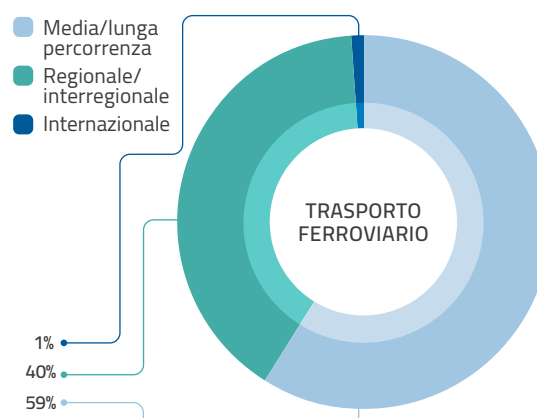 Media/lunga
percorrenza
Regionale/
interregionale
Internazionale
TRASPORTO
FERROVIARIO
1%
40%
59%